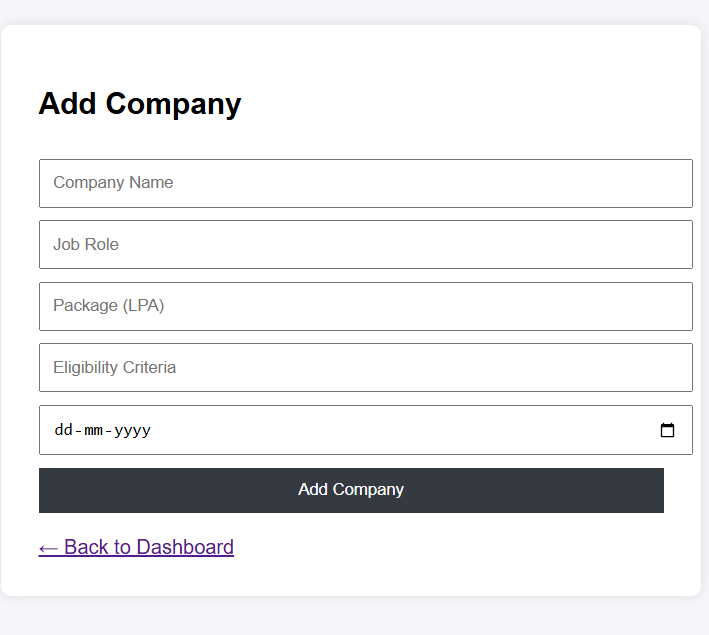 Add Company
Company Name
Job Role
Package (LPA)
Eligibility Criteria
dd-mm-yyyy
Add Company
← Back to Dashboard